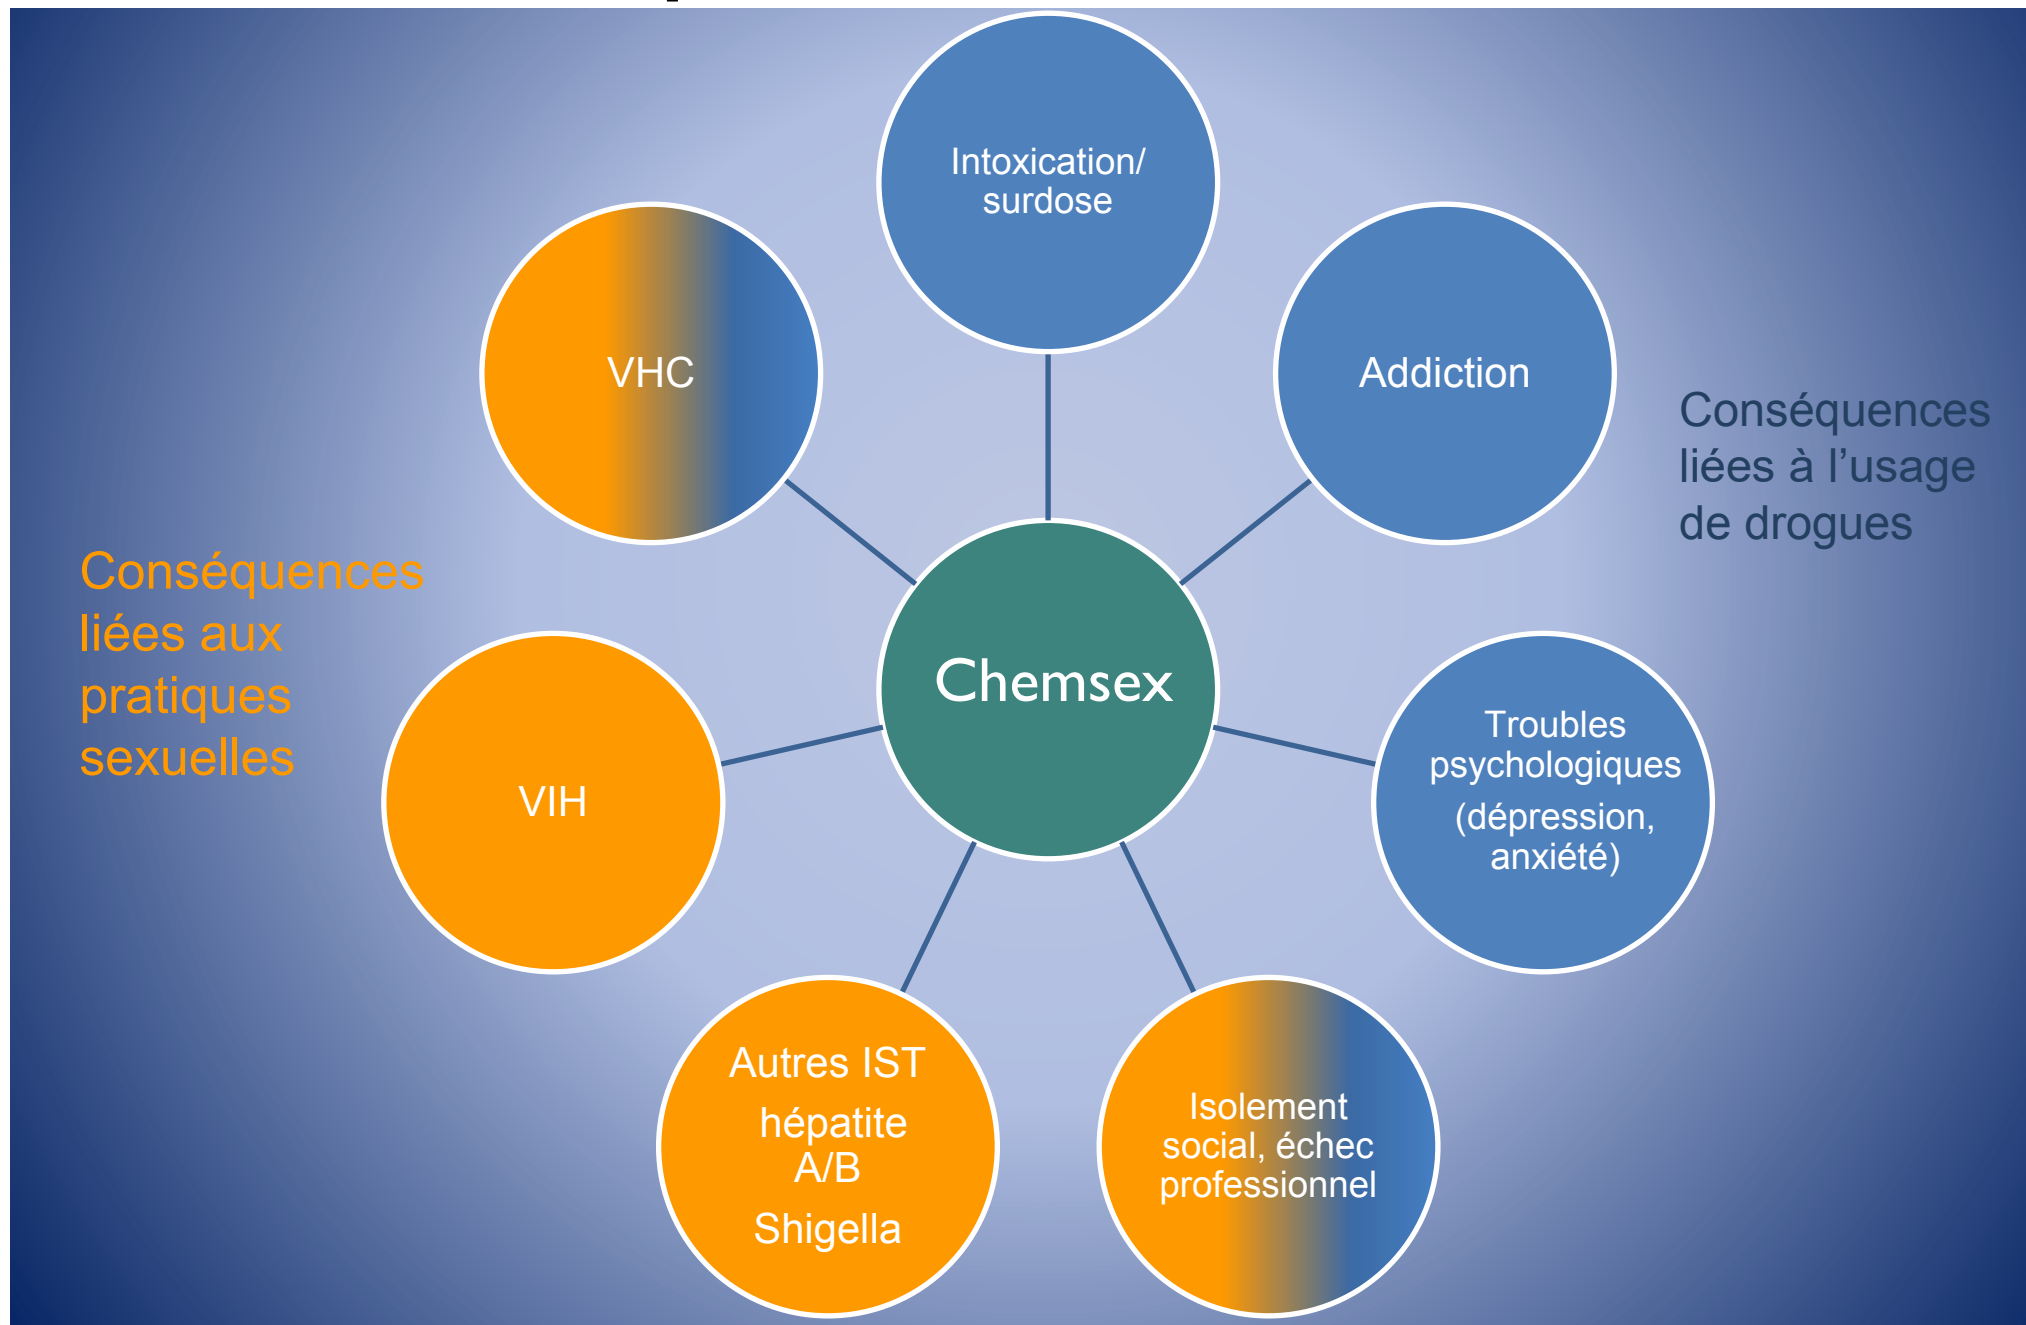 Intoxication/
surdose
VHC
Addiction
Conséquences
liées à l’usage
de drogues
Conséquences
liées aux
pratiques
sexuelles
Chemsex
VIH
Troubles
psychologiques
(dépression,
anxiété)
Autres IST
hépatite
A/B
Shigella
Isolement
social, échec
professionnel